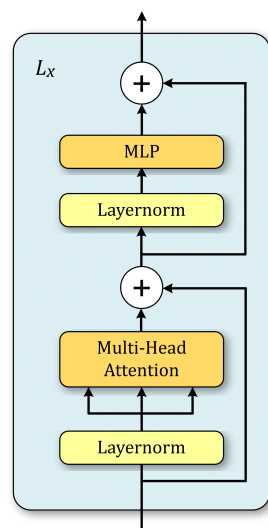 +
L_X
MLP
Layernorm
+
Multi-Head
Attention
Layernorm